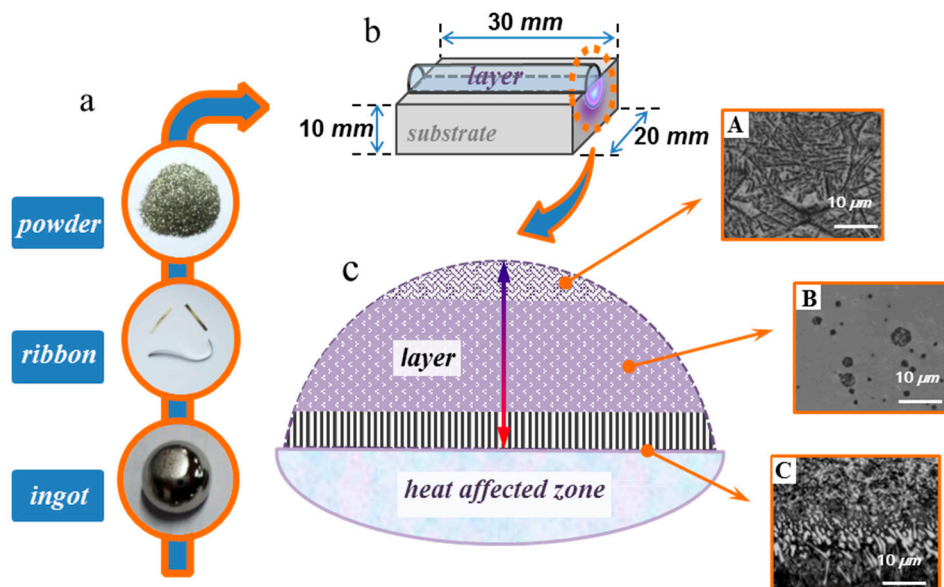 a
powder
ribbon
ingot
b
30 mm
layer
10 mm
substrate
20 mm
c
layer
heat affected zone
A
10 μm
B
10 μm
C
10 μm